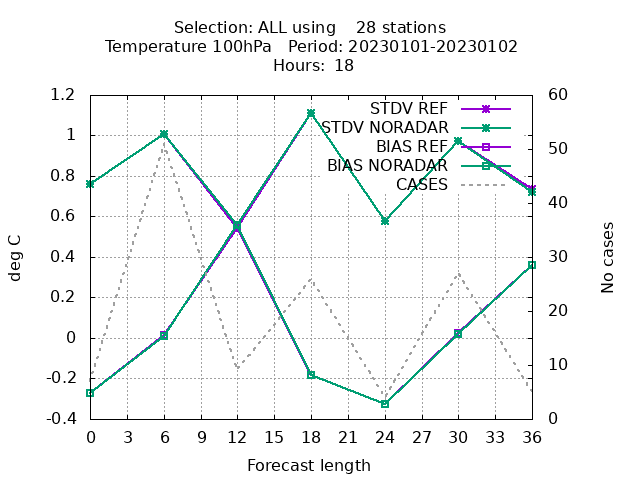 Selection: ALL using    28 stations
Temperature 100hPa   Period: 20230101-20230102
Hours: 18
1.2
1
0.8
0.6
0.4
0.2
0
-0.2
-0.4
deg C
60
50
40
30
20
10
0
No cases
STDV REF
STDV NORADAR
BIAS REF
BIAS NORADAR
CASES
0 3 6 9 12 15 18 21 24 27 30 33 36
Forecast length